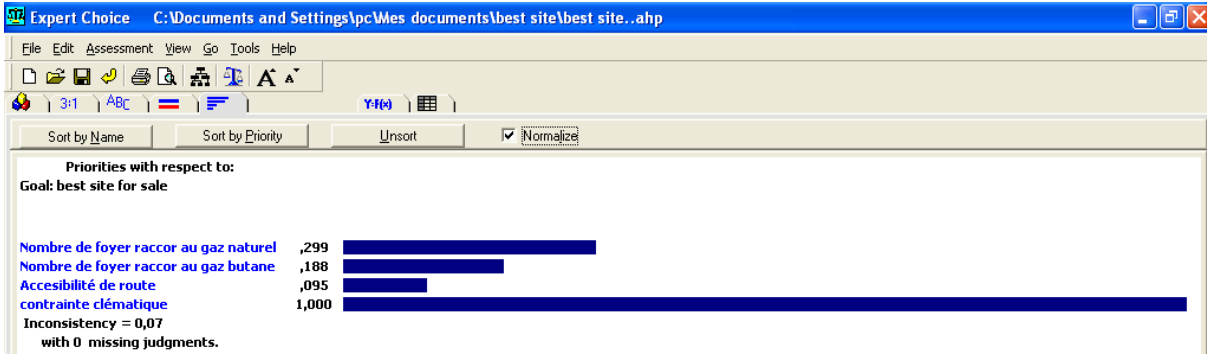 Expert Choice C:\Documents and Settings\pc\Mes documents\best site\best site..ahp
File Edit Assessment View Go Tools Help
A A
3:1 ABC Y:F(x)
Sort by Name Sort by Priority Unsort Normalize
Priorities with respect to:
Goal: best site for sale
Nombre de foyer raccor au gaz naturel ,299
Nombre de foyer raccor au gaz butane ,188
Accesibilité de route ,095
contrainte clématique 1,000
Inconsistency = 0,07
with 0 missing judgments.